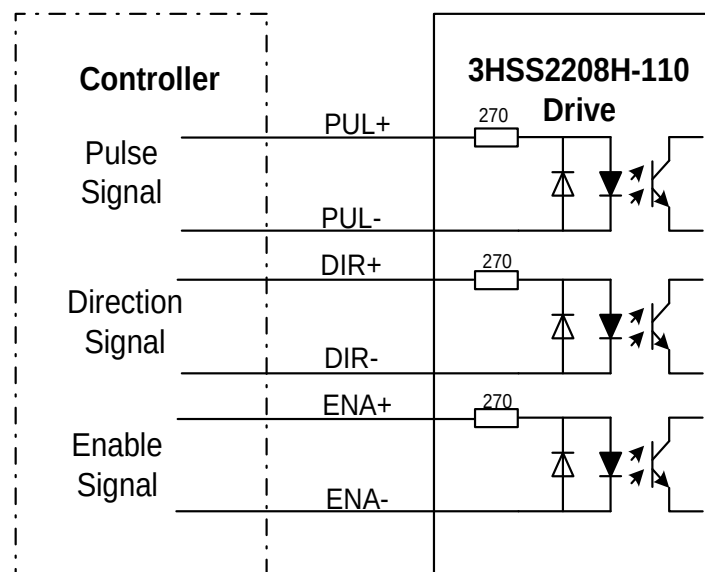 Controller
3HSS2208H-110
Drive
PUL+
270
Pulse
Signal
PUL-
DIR+
270
Direction
Signal
DIR-
ENA+
270
Enable
Signal
ENA-